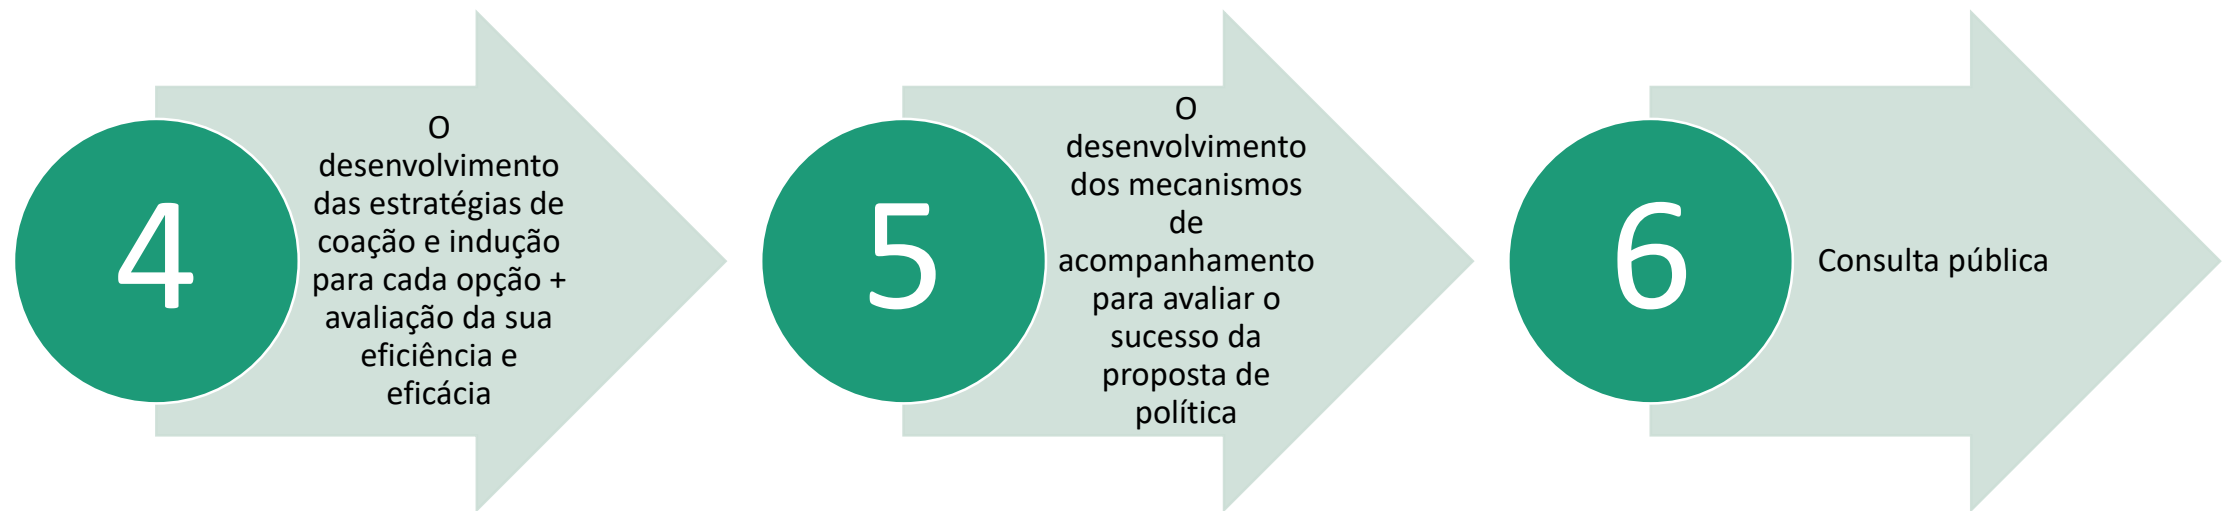 4
O
desenvolvimento
das estratégias de
coação e indução
para cada opção +
avaliação da sua
eficiência e
eficácia
5
O
desenvolvimento
dos mecanismos
de
acompanhamento
para avaliar o
sucesso da
proposta de
política
6
Consulta pública